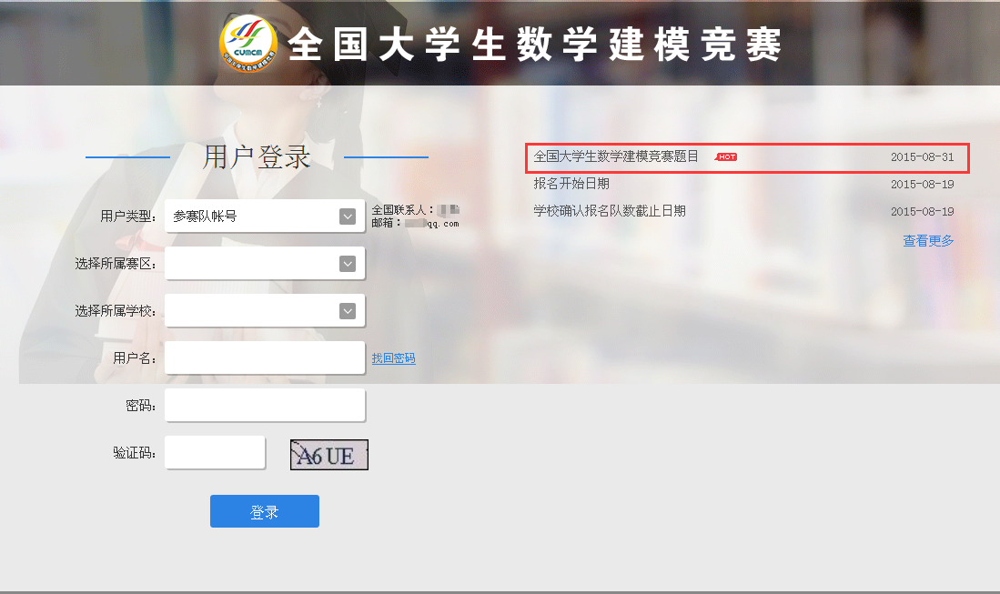 CUMCM
全国大学生数学建模竞赛
用户登录
用户类型：
参赛队帐号
全国联系人：
邮箱：
qq.com
选择所属赛区：
选择所属学校：
用户名：
找回密码
密码：
验证码：
A6UE
登录
全国大学生数学建模竞赛题目 HOT 2015-08-31
报名开始日期 2015-08-19
学校确认报名队数截止日期 2015-08-19
查看更多